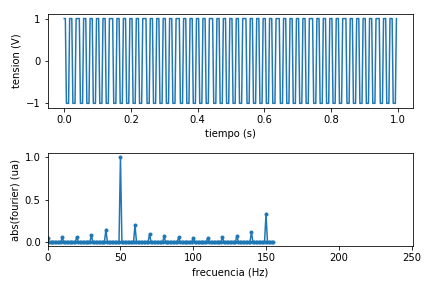 1
0
−1
tension (V)
0.0 0.2 0.4 0.6 0.8 1.0
tiempo (s)
1.0
0.5
0.0
abs(fourier) (ua)
0 50 100 150 200 250
frecuencia (Hz)